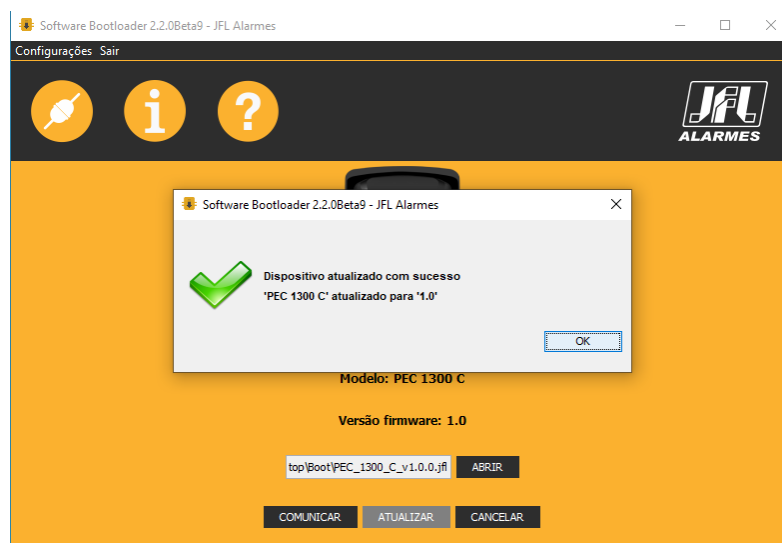 Software Bootloader 2.2.0Beta9 - JFL Alarmes
Configurações Sair
i ?
JFL
ALARMES
Software Bootloader 2.2.0Beta9 - JFL Alarmes
Dispositivo atualizado com sucesso
'PEC 1300 C' atualizado para '1.0'
OK
Modelo: PEC 1300 C
Versão firmware: 1.0
top\Boot\PEC_1300_C_v1.0.0.jfl ABRIR
COMUNICAR ATUALIZAR CANCELAR